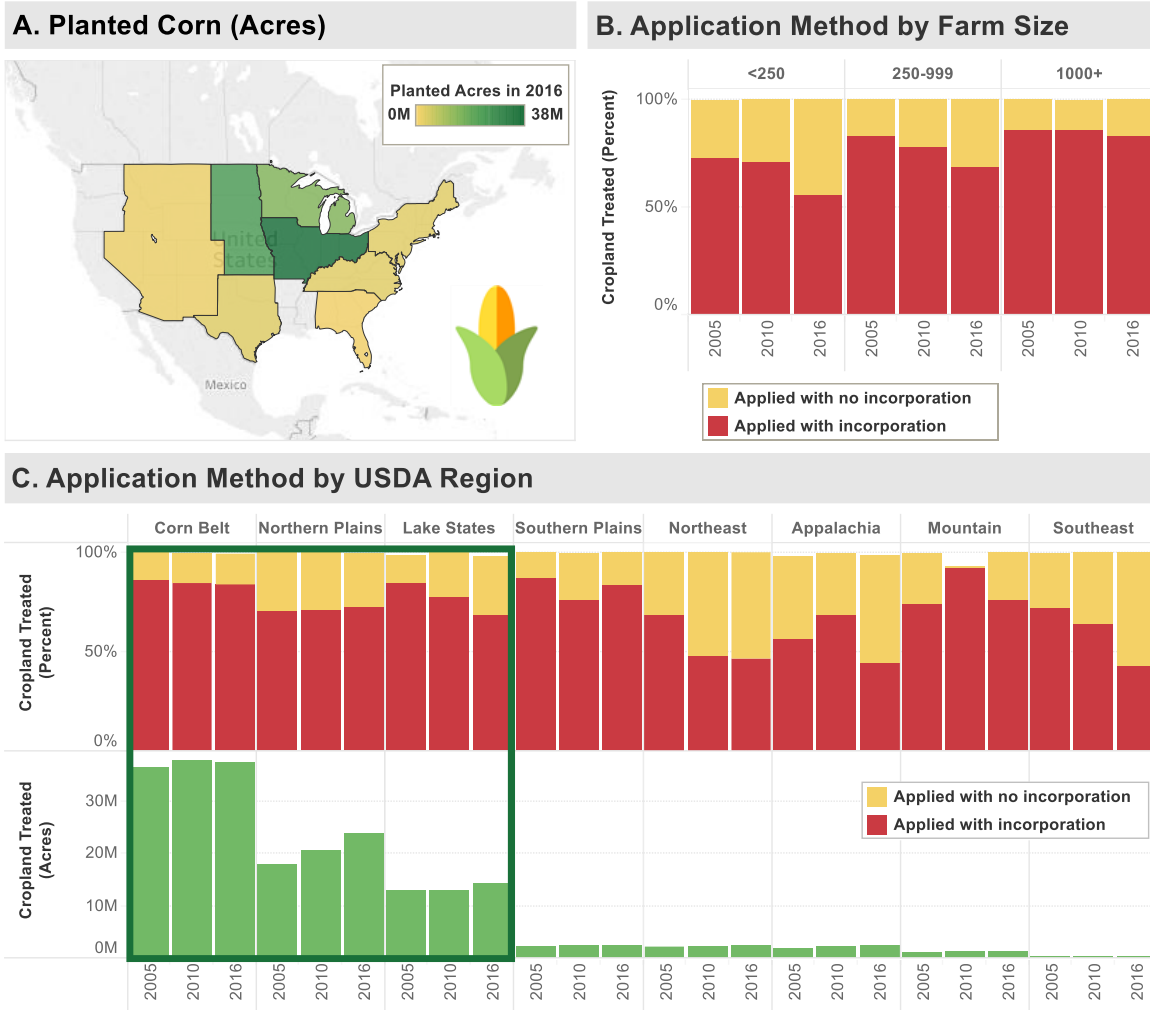 A. Planted Corn (Acres)
Planted Acres in 2016
0M 38M
United
States
Mexico
B. Application Method by Farm Size
<250 250-999 1000+
Cropland Treated (Percent)
100%
50%
0%
2005 2010 2016 2005 2010 2016 2005 2010 2016
Applied with no incorporation
Applied with incorporation
C. Application Method by USDA Region
Corn Belt Northern Plains Lake States Southern Plains Northeast Appalachia Mountain Southeast
Cropland Treated
(Percent)
100%
50%
0%
Cropland Treated
(Acres)
30M
20M
10M
0M
Applied with no incorporation
Applied with incorporation
2005 2010 2016 2005 2010 2016 2005 2010 2016 2005 2010 2016 2005 2010 2016 2005 2010 2016 2005 2010 2016 2005 2010 2016